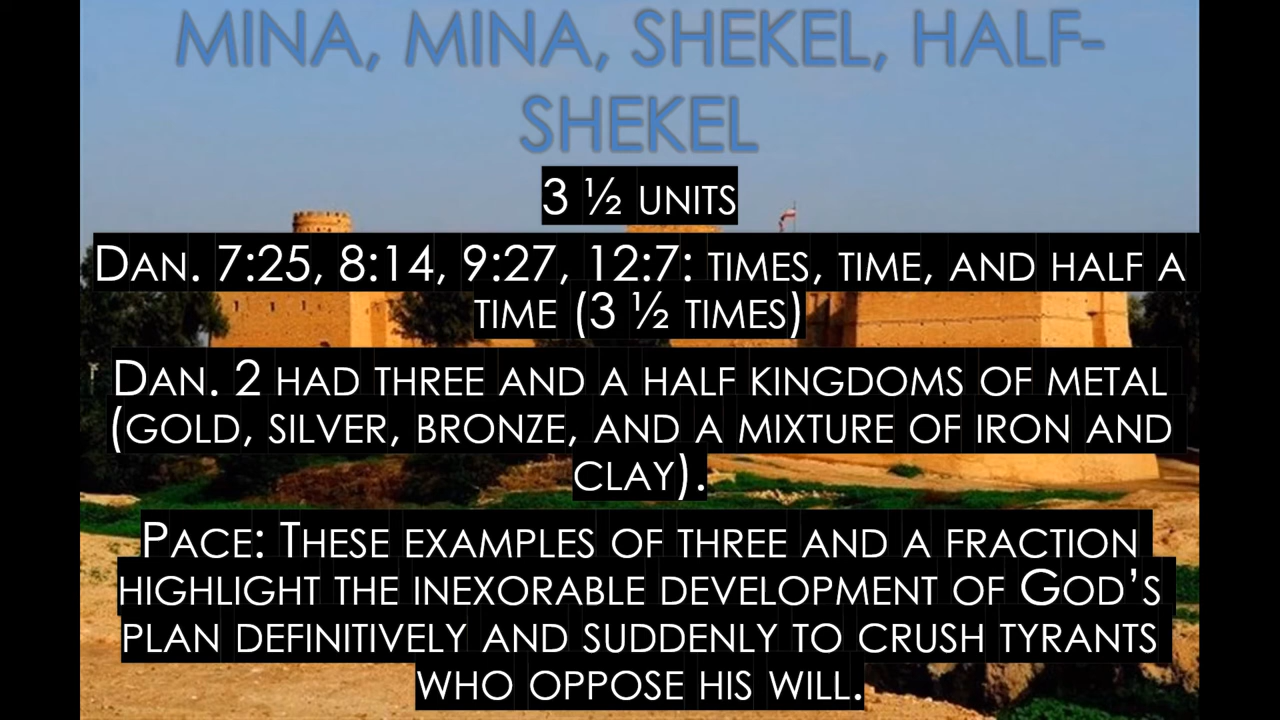 MINA, MINA, SHEKEL, HALF-
SHEKEL
3 ½ UNITS
DAN. 7:25, 8:14, 9:27, 12:7: TIMES, TIME, AND HALF A
TIME (3 ½ TIMES)
DAN. 2 HAD THREE AND A HALF KINGDOMS OF METAL
(GOLD, SILVER, BRONZE, AND A MIXTURE OF IRON AND
CLAY).
PACE: THESE EXAMPLES OF THREE AND A FRACTION
HIGHLIGHT THE INEXORABLE DEVELOPMENT OF GOD’S
PLAN DEFINITIVELY AND SUDDENLY TO CRUSH TYRANTS
WHO OPPOSE HIS WILL.